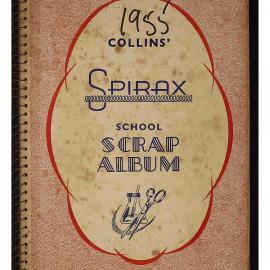 1955
COLLINS'
SPIRAX
SCHOOL
SCRAP
ALBUM